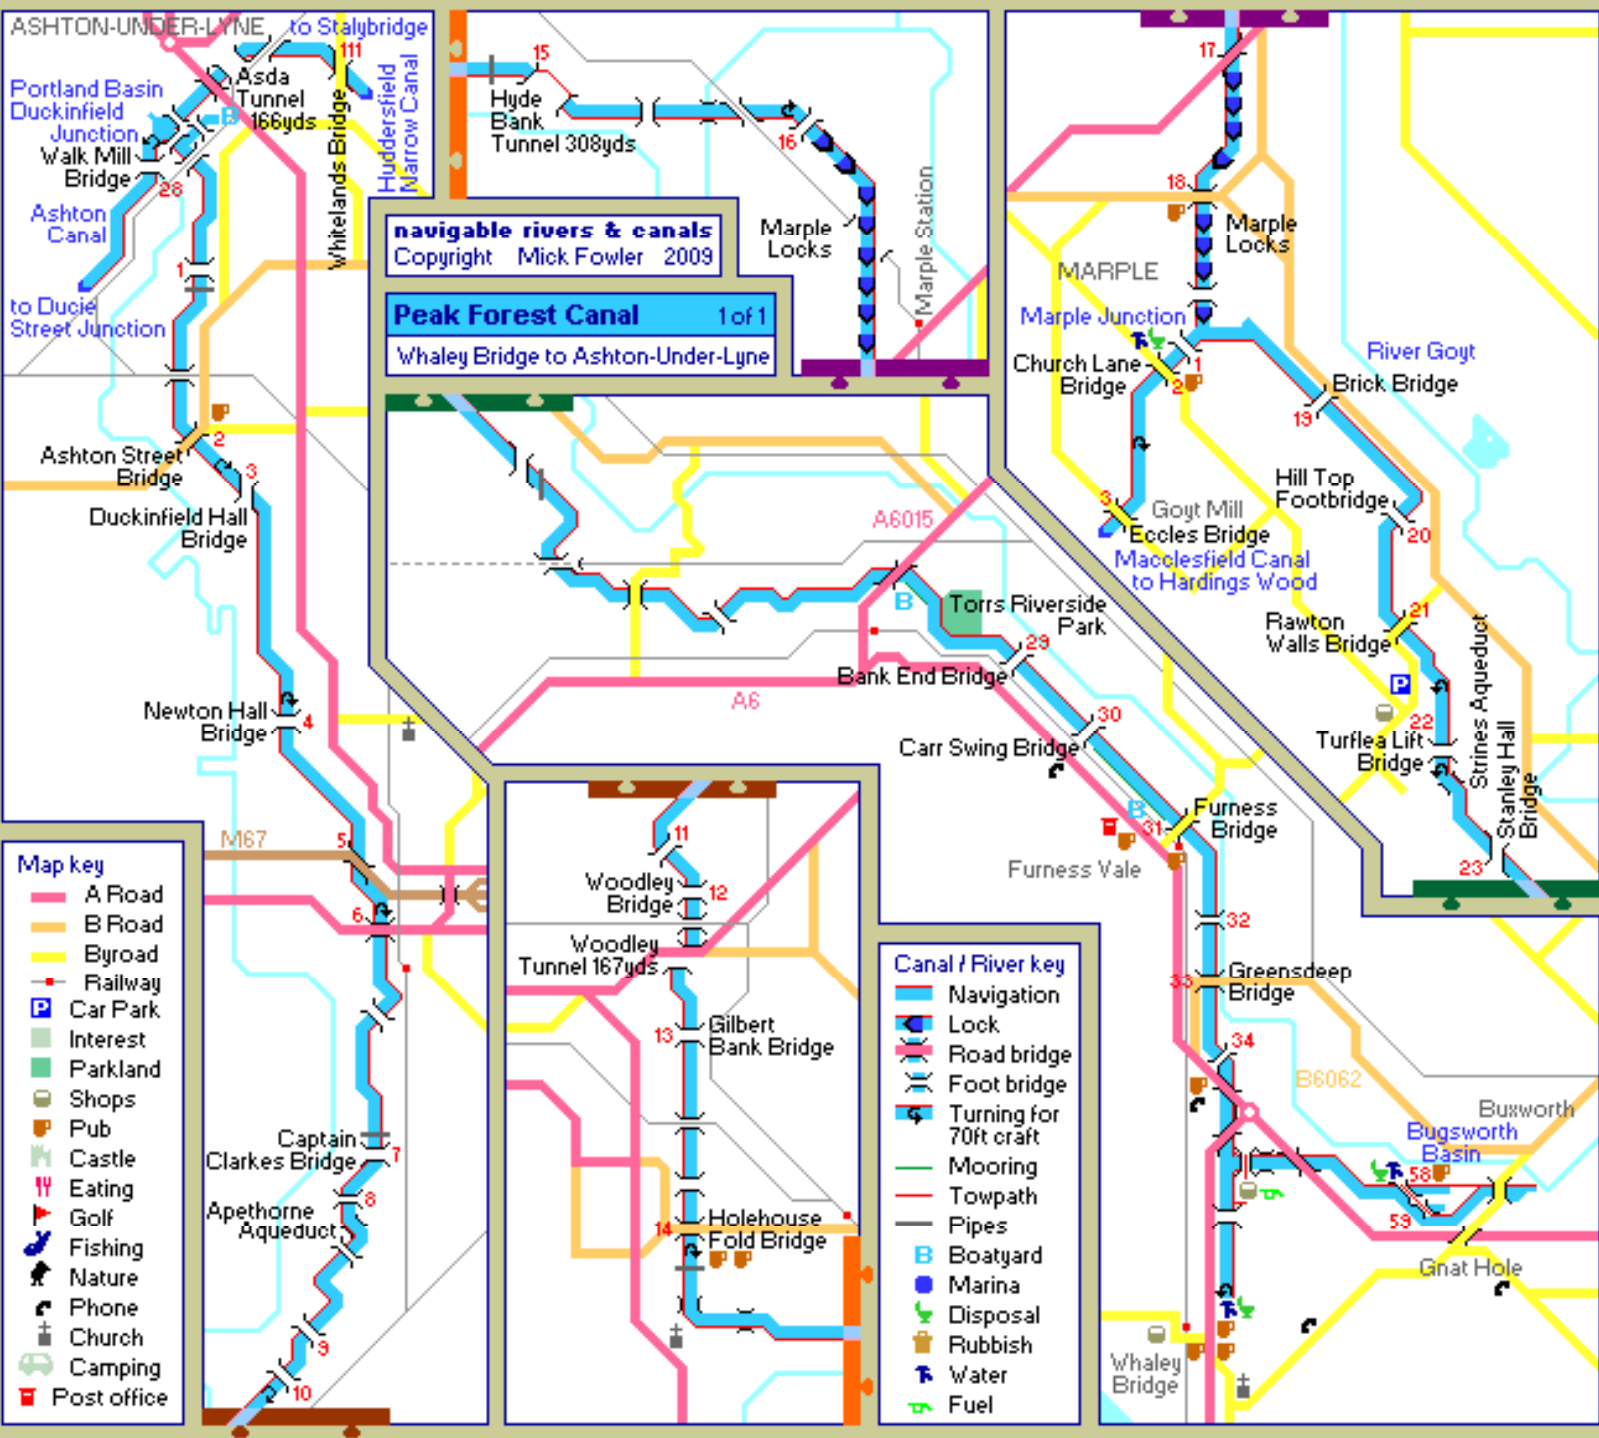 ASHTON-UNDER-LYNE
to Stalybridge
111
Asda
Tunnel
166yds
Portland Basin
Duckinfield
Junction
B
Walk Mill
Bridge
28
Ashton
Canal
Whitelands Bridge
Huddersfield
Narrow Canal
1
to Ducie
Street Junction
2
Ashton Street
Bridge
3
Duckinfield Hall
Bridge
Newton Hall
Bridge
4
M67
5
6
Captain
Clarkes Bridge
7
8
Apethorne
Aqueduct
9
10
15
Hyde
Bank
Tunnel 308yds
16
Marple
Locks
Marple Station
navigable rivers & canals
Copyright Mick Fowler 2009
Peak Forest Canal 1 of 1
Whaley Bridge to Ashton-Under-Lyne
17
18
Marple
Locks
MARPLE
Marple Junction
1
Church Lane
Bridge
2
River Goyt
Brick Bridge
19
Hill Top
Footbridge
20
3
Goyt Mill
Eccles Bridge
Macclesfield Canal
to Hardings Wood
21
Rawton
Walls Bridge
P
22
Turflea Lift
Bridge
Strines Aqueduct
Stanley Hall
Bridge
23
A6015
B
Torrs Riverside
Park
29
Bank End Bridge
A6
30
Carr Swing Bridge
B
31
Furness
Bridge
Furness Vale
32
33
Greensdeep
Bridge
34
B6062
Buxworth
Bugsworth
Basin
58
59
Gnat Hole
Whaley
Bridge
11
Woodley
Bridge
12
Woodley
Tunnel 167yds
13
Gilbert
Bank Bridge
14
Holehouse
Fold Bridge
Map key
A Road
B Road
Byroad
Railway
P Car Park
Interest
Parkland
Shops
Pub
Castle
Eating
Golf
Fishing
Nature
Phone
Church
Camping
Post office
Canal / River key
Navigation
Lock
Road bridge
Foot bridge
Turning for
70ft craft
Mooring
Towpath
Pipes
B Boatyard
Marina
Disposal
Rubbish
Water
Fuel